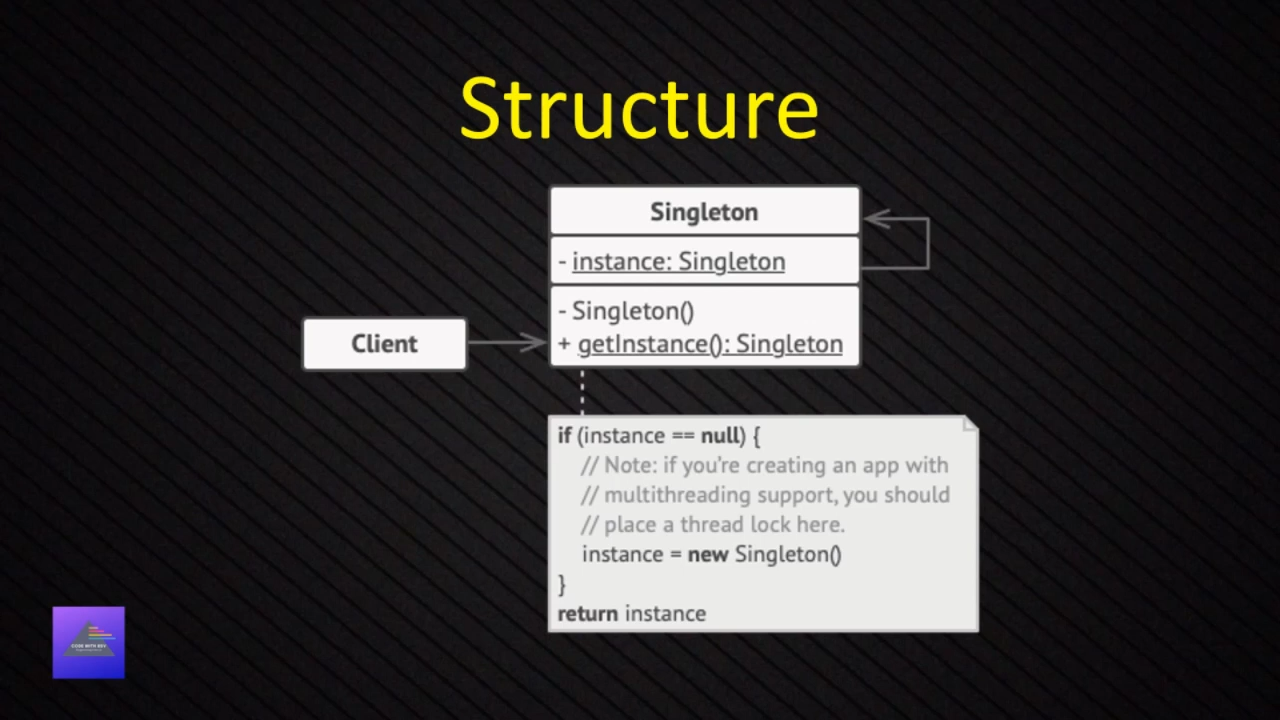 Structure
Singleton
- instance: Singleton
- Singleton()
+ getInstance(): Singleton
Client
if (instance == null) {
// Note: if you’re creating an app with
// multithreading support, you should
// place a thread lock here.
instance = new Singleton()
}
return instance
CODE WITH DEV